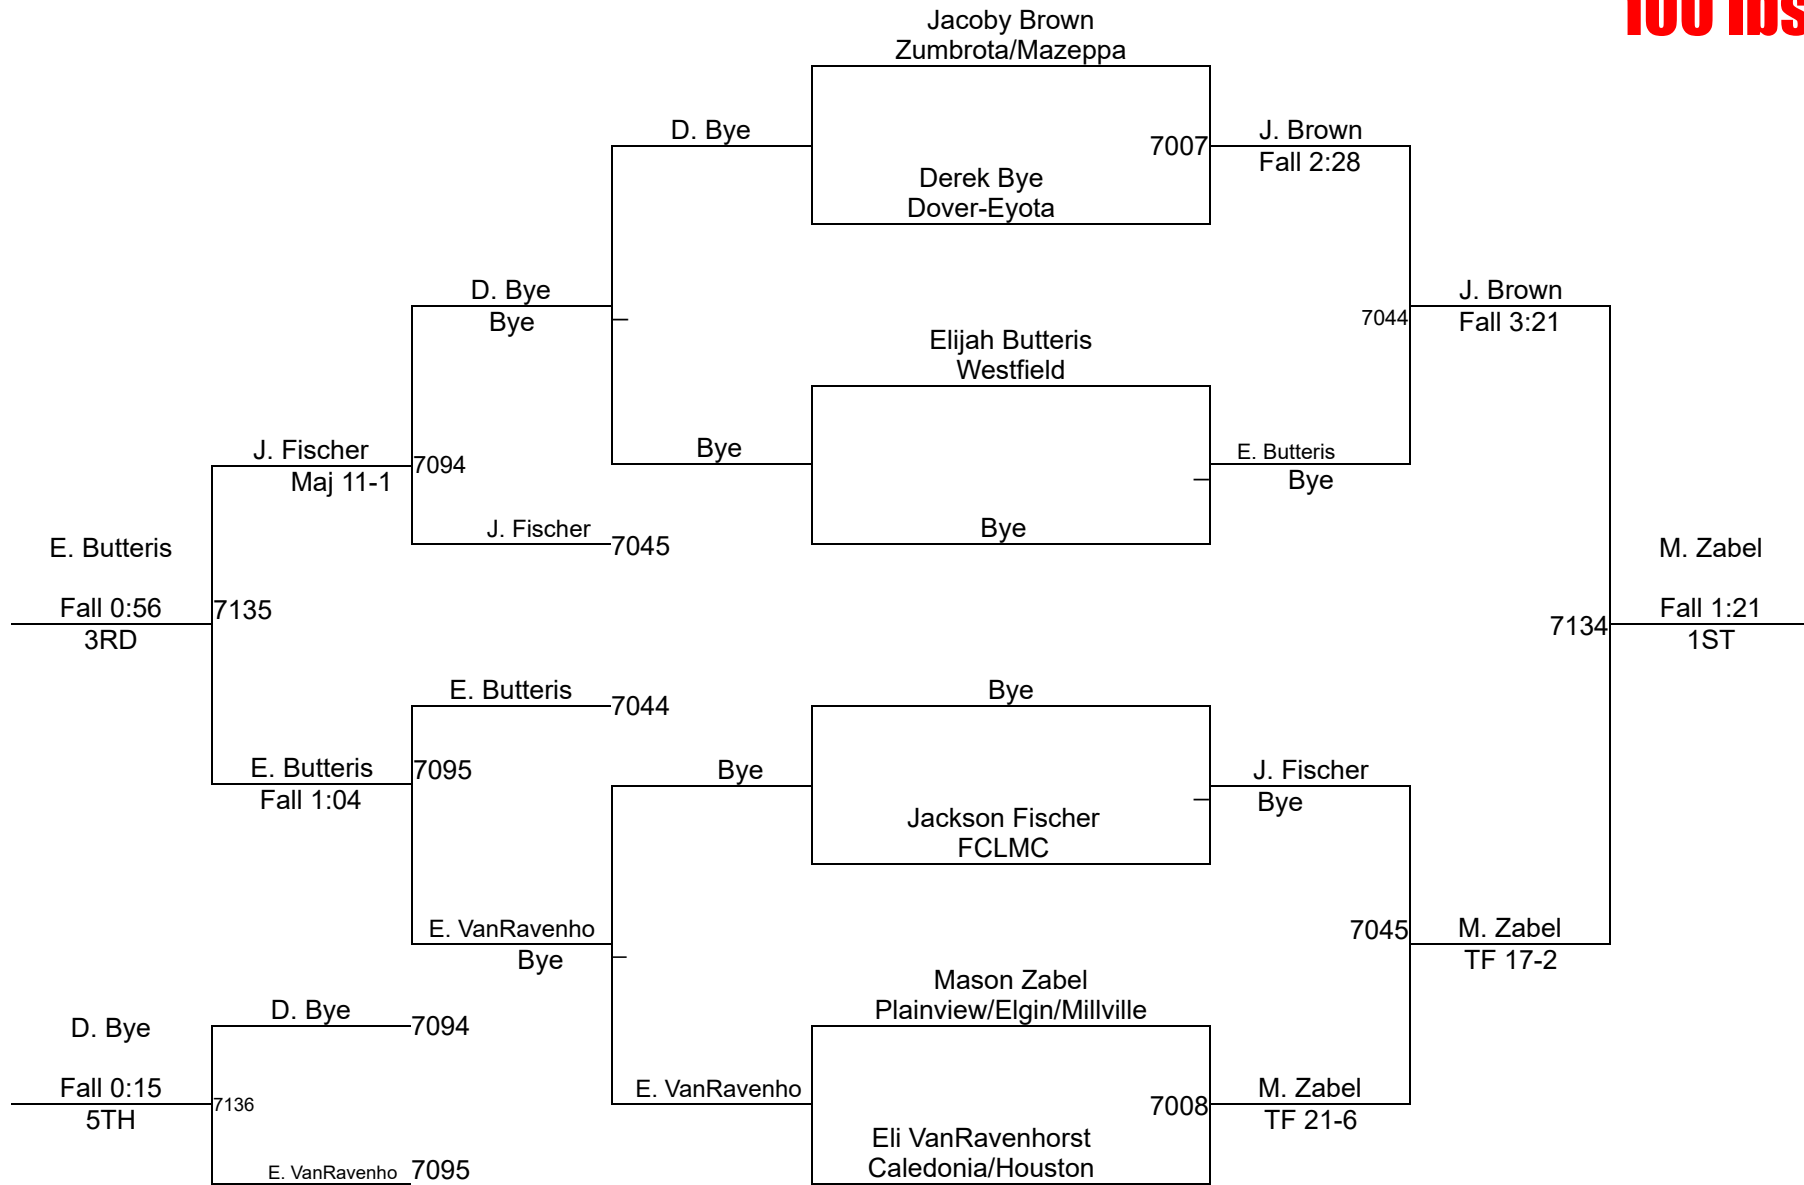 100 lbs
Jacoby Brown
Zumbrota/Mazeppa
D. Bye
7007
J. Brown
Fall 2:28
Derek Bye
Dover-Eyota
D. Bye
Bye
J. Brown
Fall 3:21
7044
Elijah Butteris
Westfield
J. Fischer
Maj 11-1
7094
Bye
E. Butteris
Bye
J. Fischer
7045
Bye
E. Butteris
Fall 0:56
3RD
7135
M. Zabel
Fall 1:21
1ST
7134
E. Butteris
7044
Bye
E. Butteris
Fall 1:04
7095
Bye
J. Fischer
Bye
Jackson Fischer
FCLMC
E. VanRavenho
Bye
7045
M. Zabel
TF 17-2
Mason Zabel
Plainview/Elgin/Millville
D. Bye
Fall 0:15
5TH
D. Bye
7094
7136
E. VanRavenho
7008
M. Zabel
TF 21-6
Eli VanRavenhorst
Caledonia/Houston
E. VanRavenho
7095